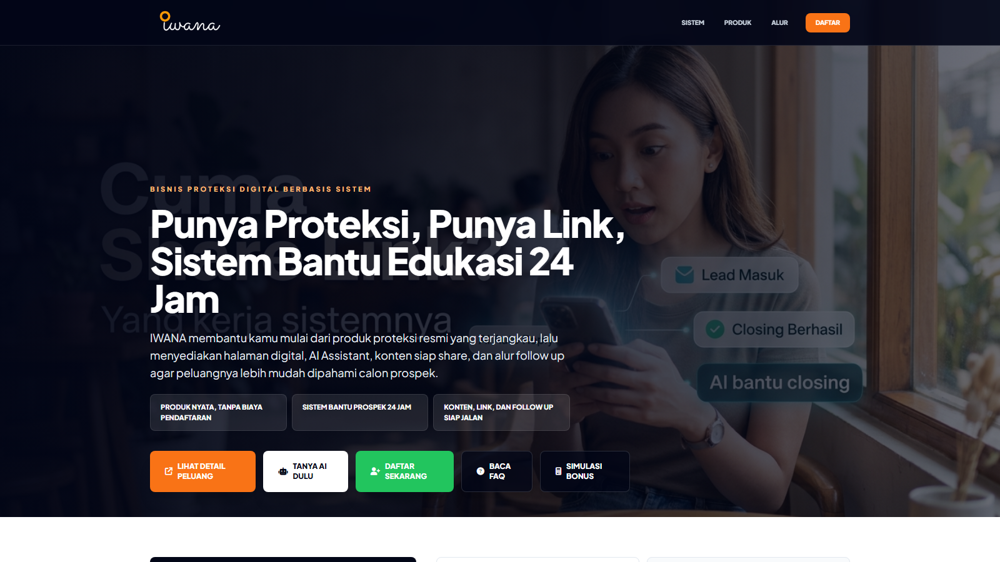 iwana
SISTEM
PRODUK
ALUR
DAFTAR
Cuma
Share Link?
Yang kerja sistemnya
BISNIS PROTEKSI DIGITAL BERBASIS SISTEM
Punya Proteksi, Punya Link,
Sistem Bantu Edukasi 24
Jam
IWANA membantu kamu mulai dari produk proteksi resmi yang terjangkau, lalu
menyediakan halaman digital, AI Assistant, konten siap share, dan alur follow up
agar peluangnya lebih mudah dipahami calon prospek.
Lead Masuk
Closing Berhasil
AI bantu closing
PRODUK NYATA, TANPA BIAYA
PENDAFTARAN
SISTEM BANTU PROSPEK 24 JAM
KONTEN, LINK, DAN FOLLOW UP
SIAP JALAN
LIHAT DETAIL
PELUANG
TANYA AI
DULU
DAFTAR
SEKARANG
BACA
FAQ
SIMULASI
BONUS